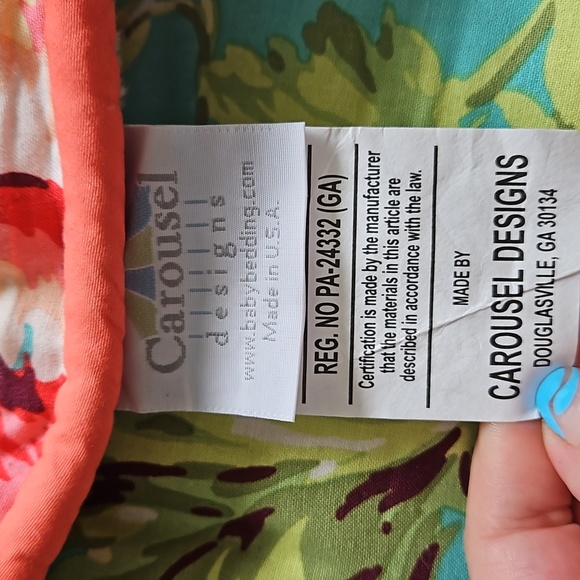 Carousel
designs
www.babybedding.com
Made in U.S.A.
REG. NO PA-24332 (GA)
Certification is made by the manufacturer
that the materials in this article are
described in accordance with the law.
MADE BY
CAROUSEL DESIGNS
DOUGLASVILLE, GA 30134